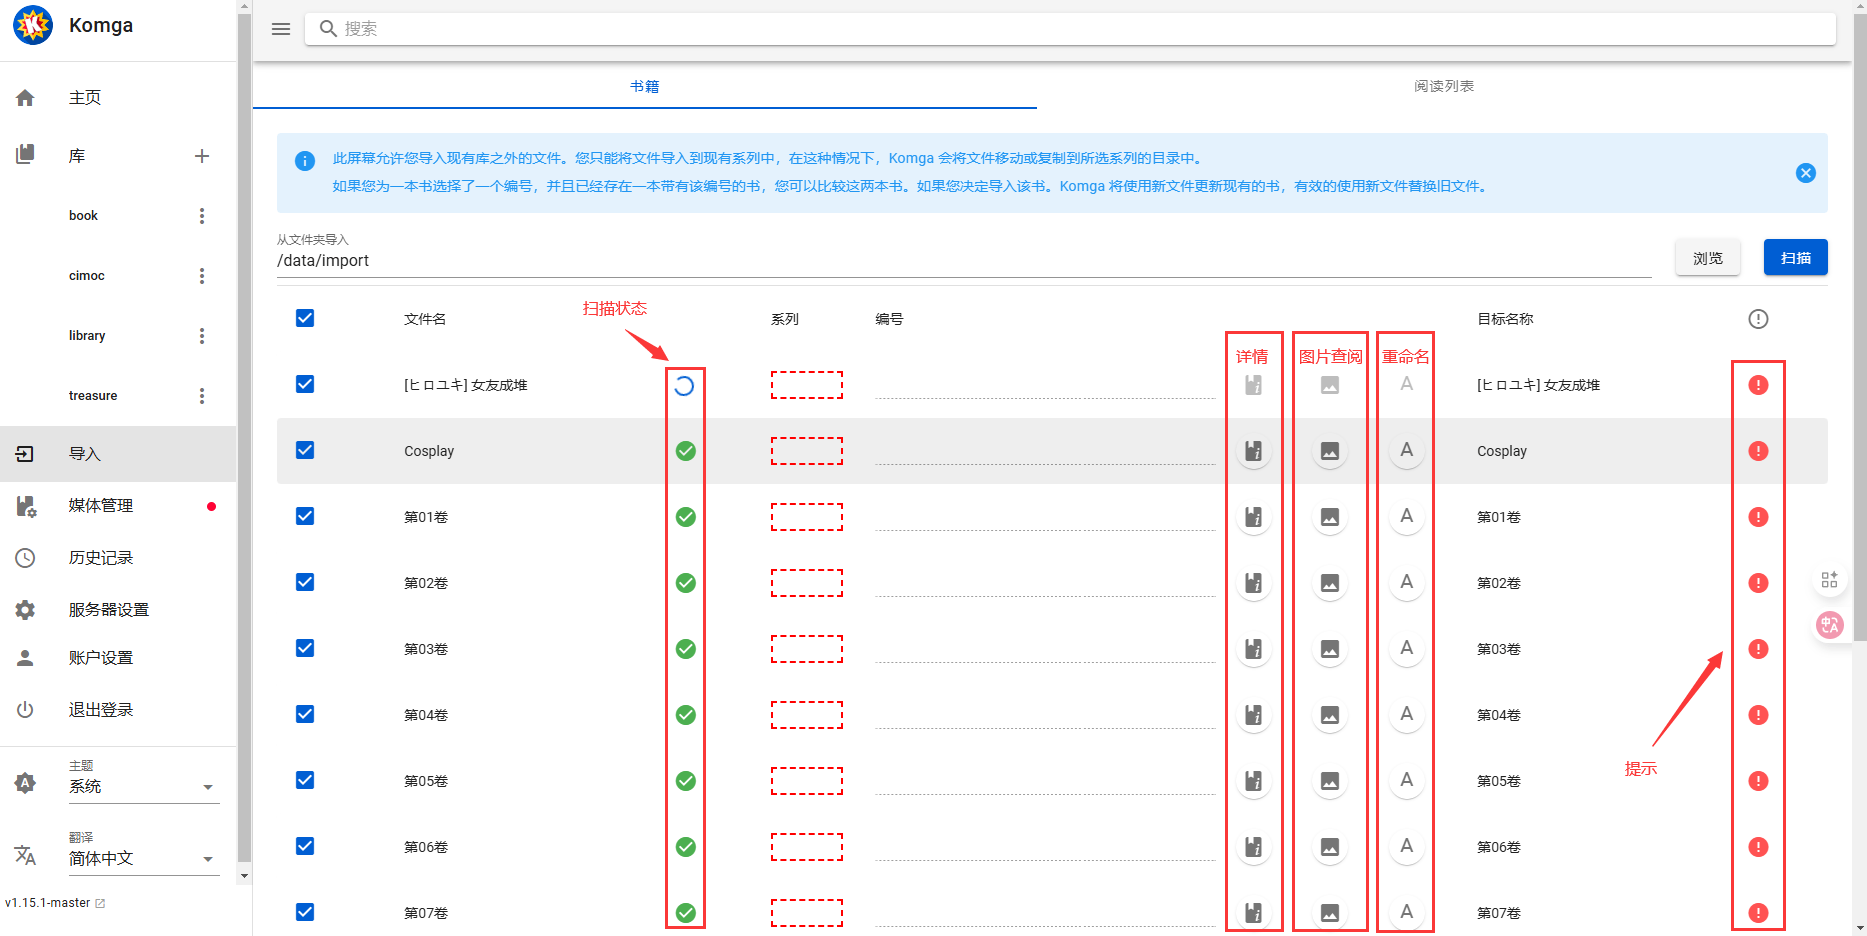 Komga
搜索
主页
库
book
cimoc
library
treasure
导入
媒体管理
历史记录
服务器设置
账户设置
退出登录
主题
系统
翻译
简体中文
v1.15.1-master
书籍
阅读列表
此屏幕允许您导入现有库之外的文件。您只能将文件导入到现有系列中，在这种情况下，Komga 会将文件移动或复制到所选系列的目录中。
如果您为一本书选择了一个编号，并且已经存在一本带有该编号的书，您可以比较这两本书。如果您决定导入该书。Komga 将使用新文件更新现有的书，有效的使用新文件替换旧文件。
从文件夹导入
/data/import
浏览
扫描
扫描状态
文件名
系列
编号
目标名称
详情
图片查阅
重命名
[ヒロユキ] 女友成堆
A
[ヒロユキ] 女友成堆
Cosplay
A
Cosplay
第01卷
A
第01卷
第02卷
A
第02卷
第03卷
A
第03卷
第04卷
A
第04卷
提示
第05卷
A
第05卷
第06卷
A
第06卷
第07卷
A
第07卷